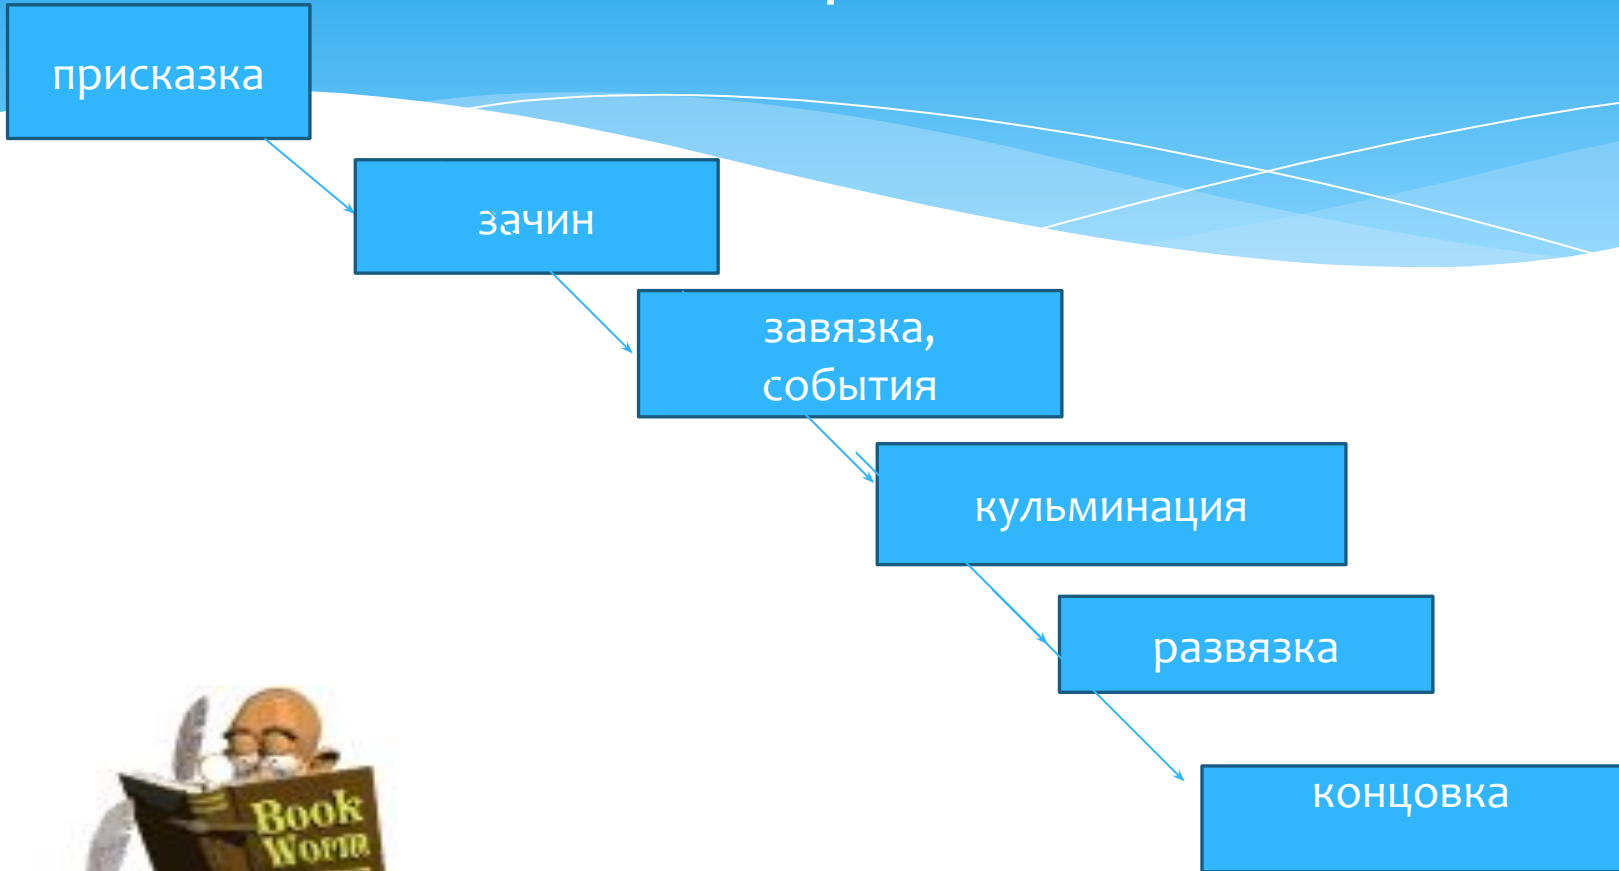 присказка
зачин
завязка,
события
кульминация
развязка
концовка
Book
Worm